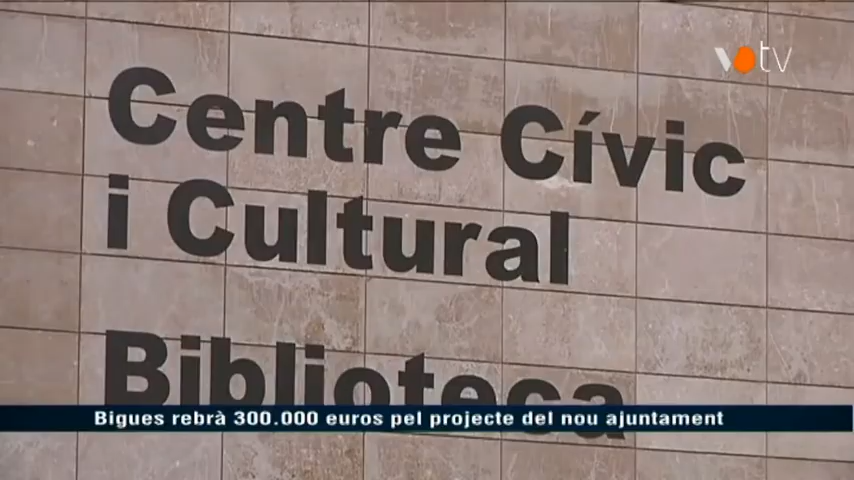 votv
Centre Cívic
i Cultural
Biblioteca
Bigues rebrà 300.000 euros pel projecte del nou ajuntament